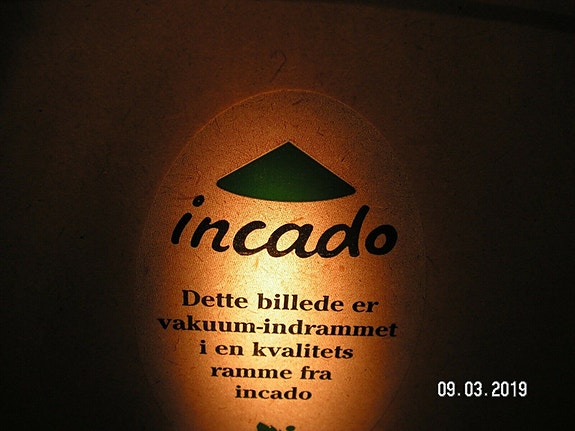 incado
Dette billede er
vakuum-indrammet
i en kvalitets
ramme fra
incado
09.03.2019